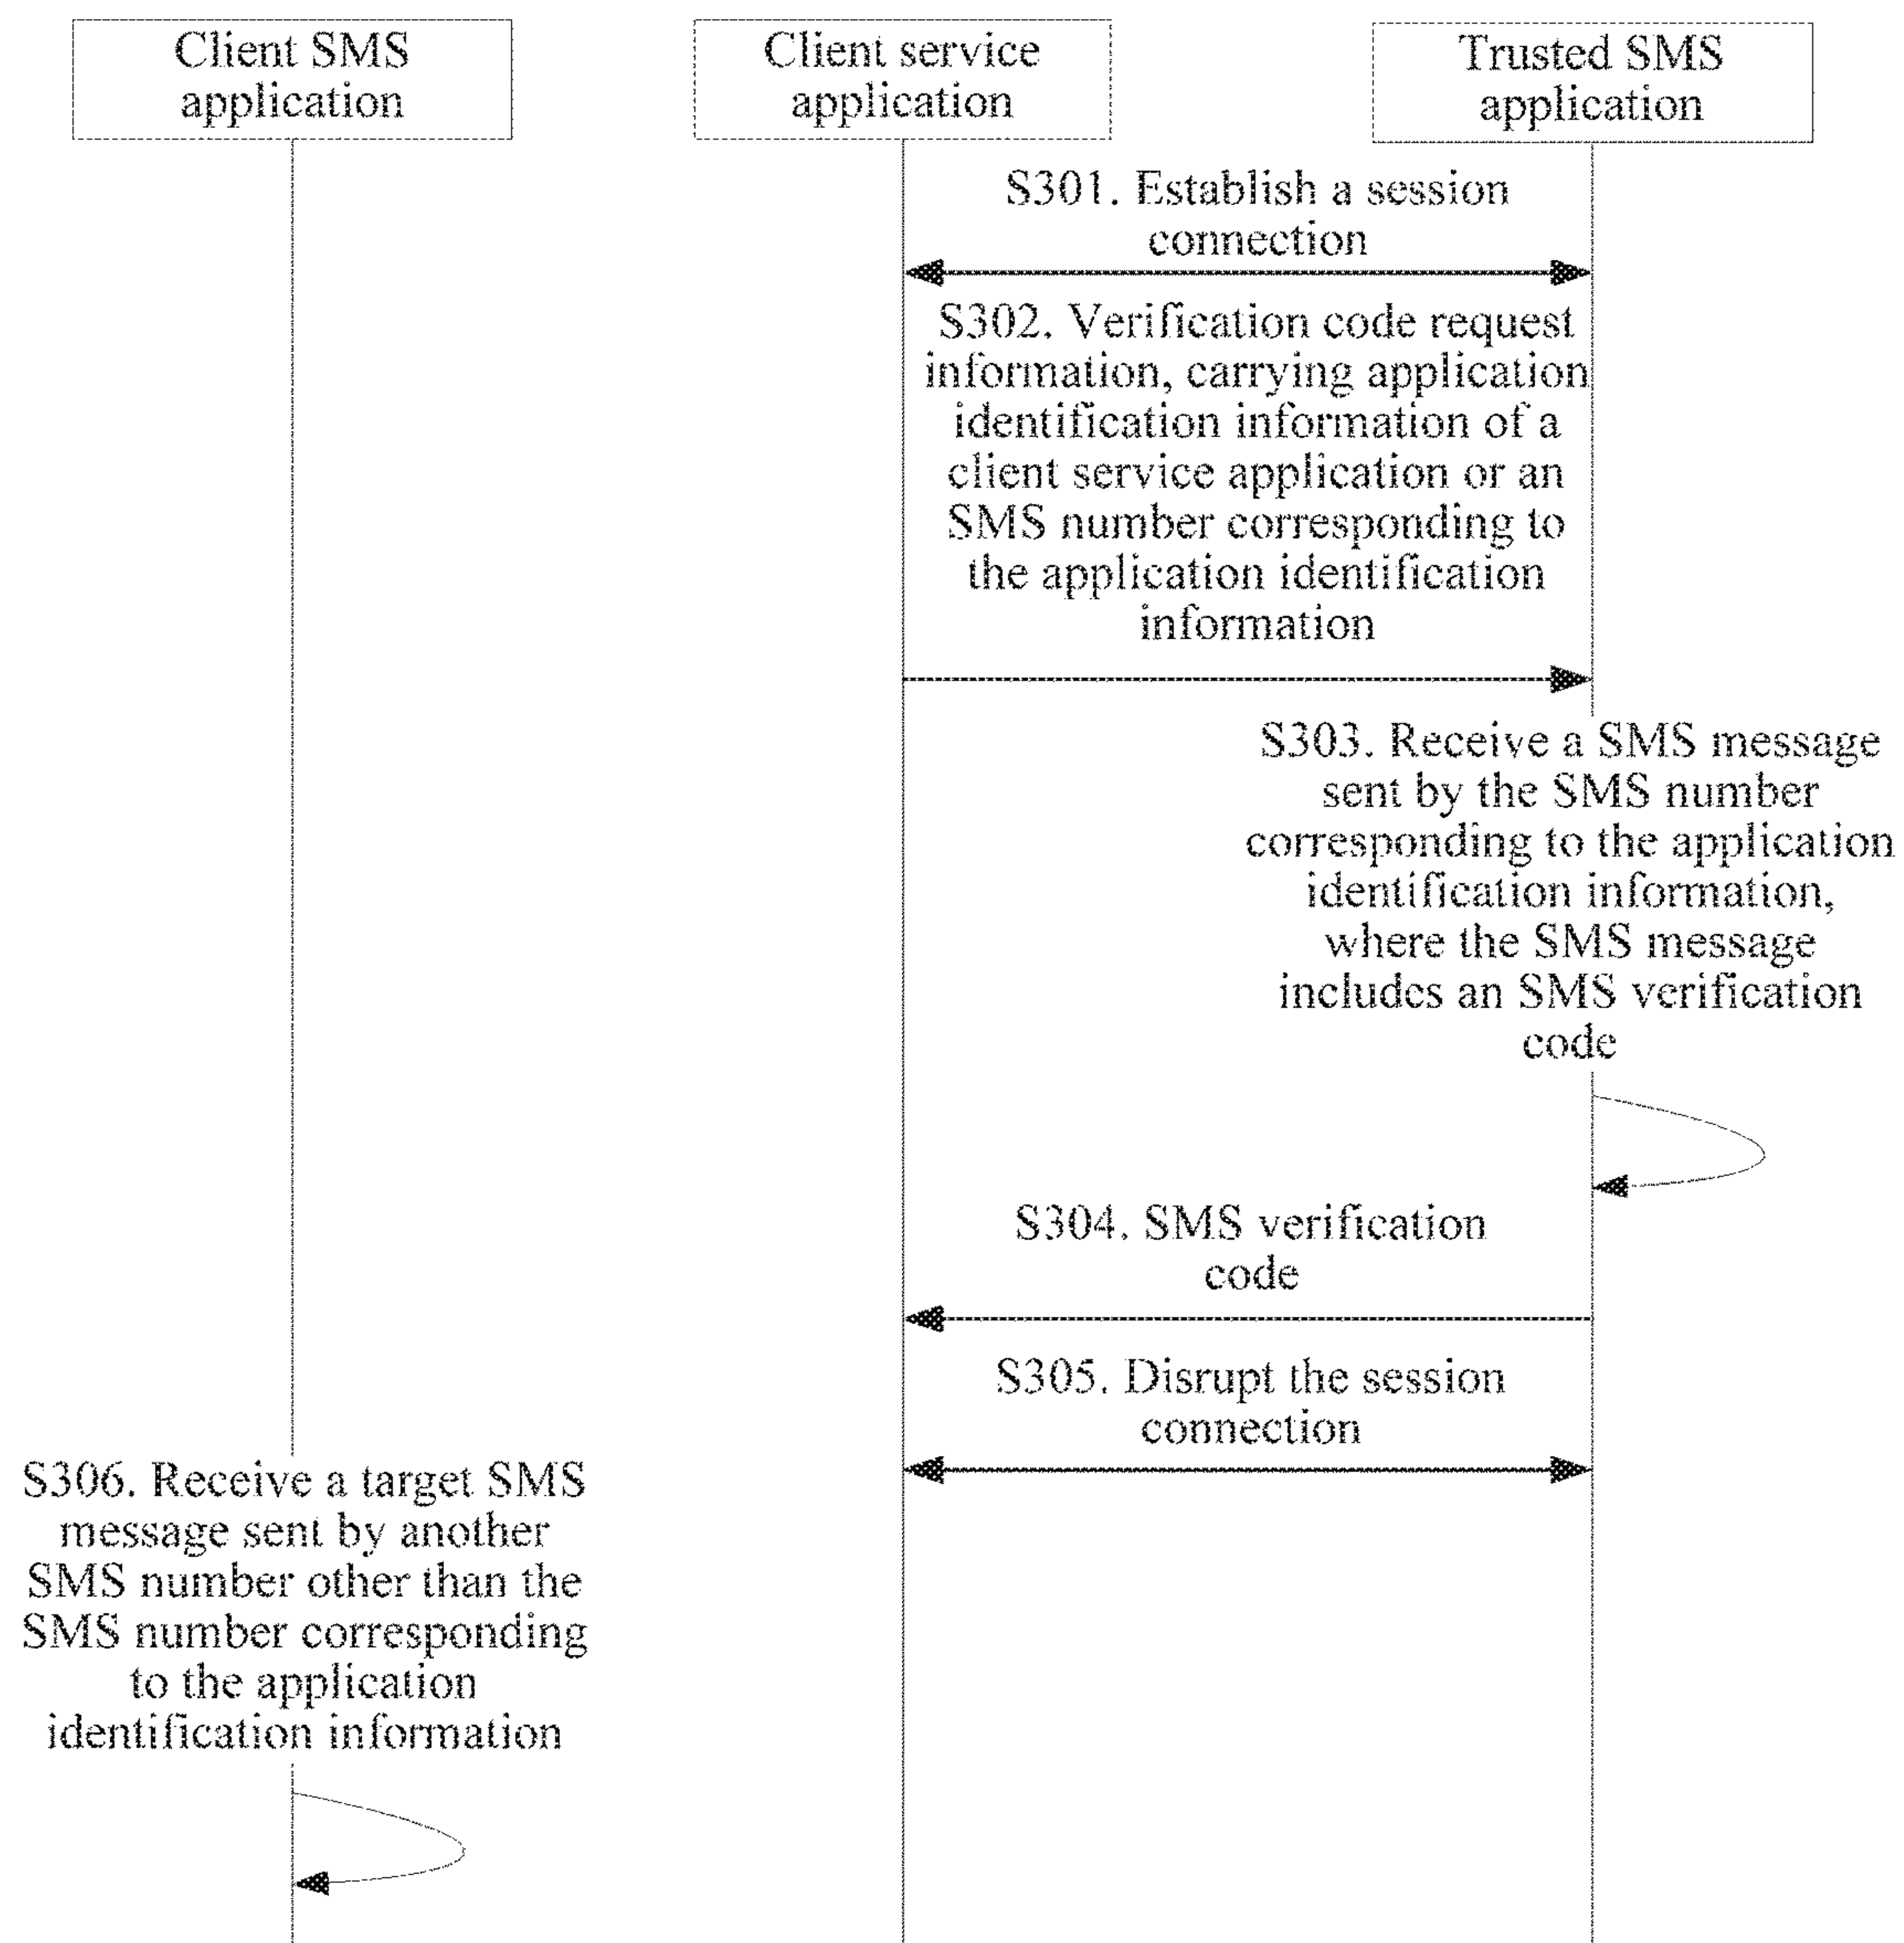 Client SMS
application
Client service
application
Trusted SMS
application
S301. Establish a session
connection
S302. Verification code request
information, carrying application
identification information of a
client service application or an
SMS number corresponding to
the application identification
information
S303. Receive a SMS message
sent by the SMS number
corresponding to the application
identification information,
where the SMS message
includes an SMS verification
code
S304. SMS verification
code
S305. Disrupt the session
connection
S306. Receive a target SMS
message sent by another
SMS number other than the
SMS number corresponding
to the application
identification information